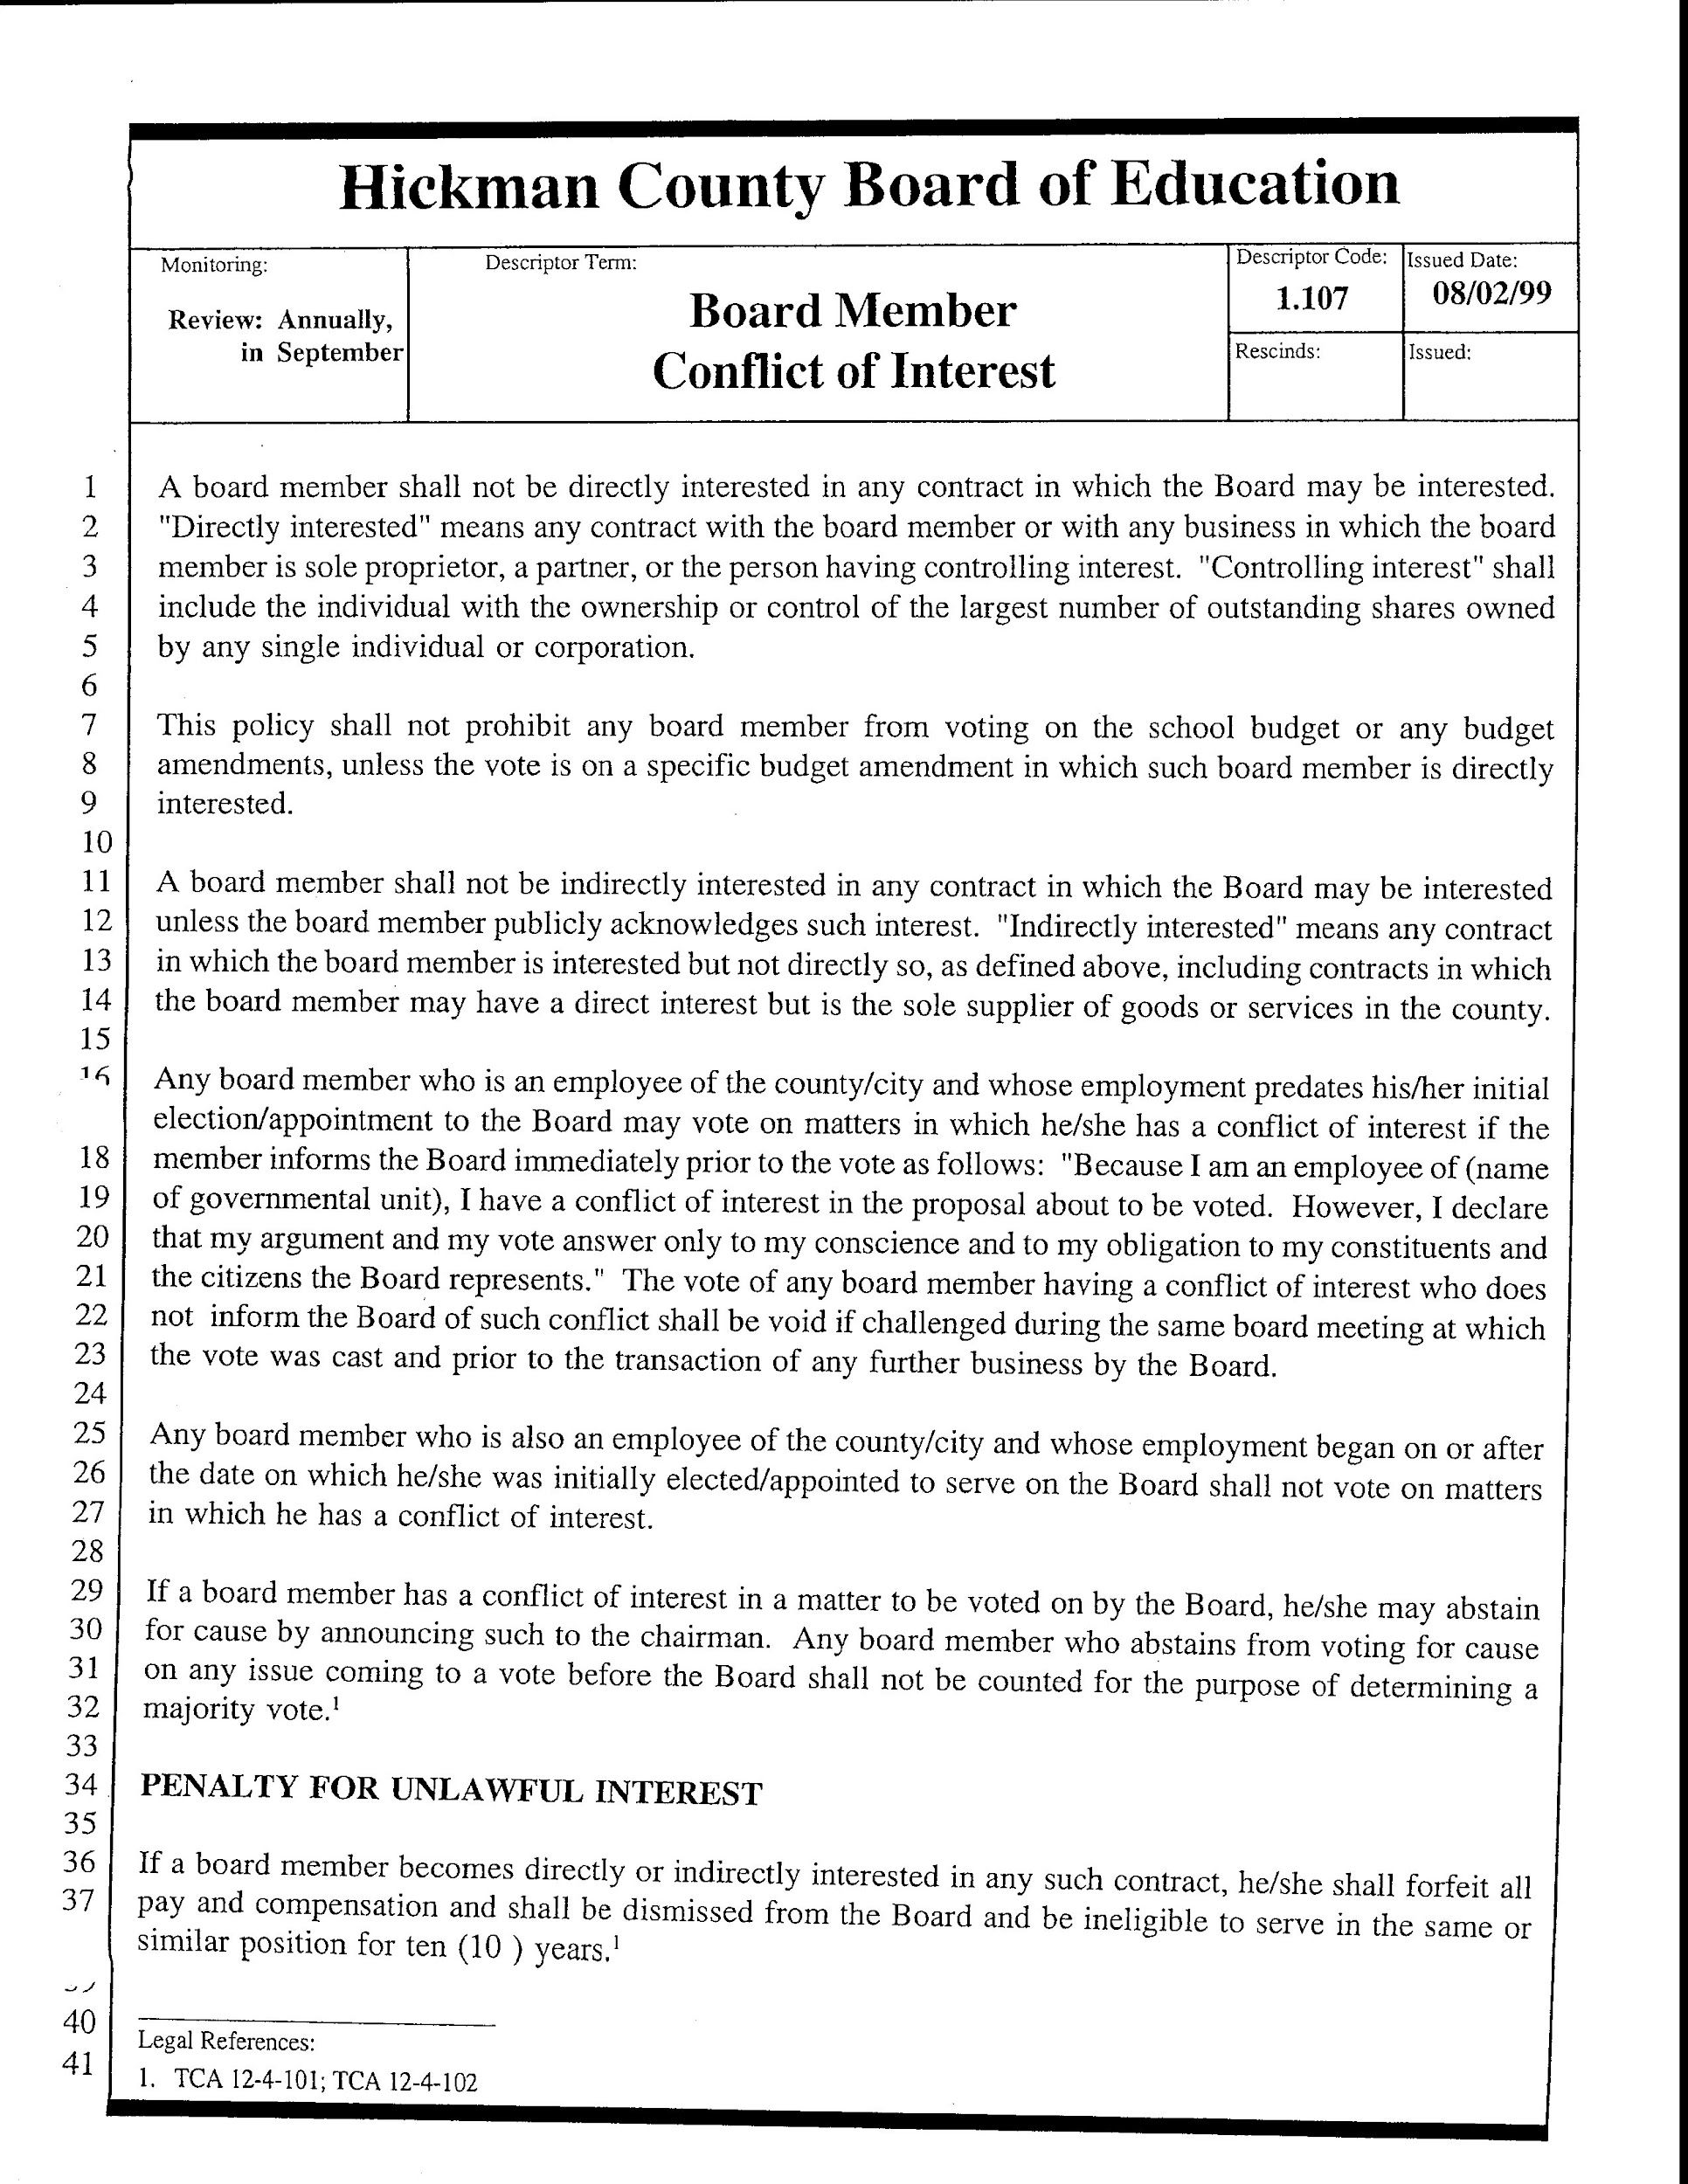 Hickman County Board of Education
Monitoring:
Review: Annually,
in September
Descriptor Term:
Board Member
Conflict of Interest
Descriptor Code:
1.107
Issued Date:
08/02/99
Rescinds:
Issued:
1 A board member shall not be directly interested in any contract in which the Board may be interested.
2 "Directly interested" means any contract with the board member or with any business in which the board
3 member is sole proprietor, a partner, or the person having controlling interest. "Controlling interest" shall
4 include the individual with the ownership or control of the largest number of outstanding shares owned
5 by any single individual or corporation.
6
7 This policy shall not prohibit any board member from voting on the school budget or any budget
8 amendments, unless the vote is on a specific budget amendment in which such board member is directly
9 interested.
10
11 A board member shall not be indirectly interested in any contract in which the Board may be interested
12 unless the board member publicly acknowledges such interest. "Indirectly interested" means any contract
13 in which the board member is interested but not directly so, as defined above, including contracts in which
14 the board member may have a direct interest but is the sole supplier of goods or services in the county.
15
16 Any board member who is an employee of the county/city and whose employment predates his/her initial
election/appointment to the Board may vote on matters in which he/she has a conflict of interest if the
18 member informs the Board immediately prior to the vote as follows: "Because I am an employee of (name
19 of governmental unit), I have a conflict of interest in the proposal about to be voted. However, I declare
20 that my argument and my vote answer only to my conscience and to my obligation to my constituents and
21 the citizens the Board represents." The vote of any board member having a conflict of interest who does
22 not inform the Board of such conflict shall be void if challenged during the same board meeting at which
23 the vote was cast and prior to the transaction of any further business by the Board.
24
25 Any board member who is also an employee of the county/city and whose employment began on or after
26 the date on which he/she was initially elected/appointed to serve on the Board shall not vote on matters
27 in which he has a conflict of interest.
28
29 If a board member has a conflict of interest in a matter to be voted on by the Board, he/she may abstain
30 for cause by announcing such to the chairman. Any board member who abstains from voting for cause
31 on any issue coming to a vote before the Board shall not be counted for the purpose of determining a
32 majority vote.¹
33
34 PENALTY FOR UNLAWFUL INTEREST
35
36 If a board member becomes directly or indirectly interested in any such contract, he/she shall forfeit all
37 pay and compensation and shall be dismissed from the Board and be ineligible to serve in the same or
similar position for ten (10 ) years.¹
40
Legal References:
41 1. TCA 12-4-101; TCA 12-4-102